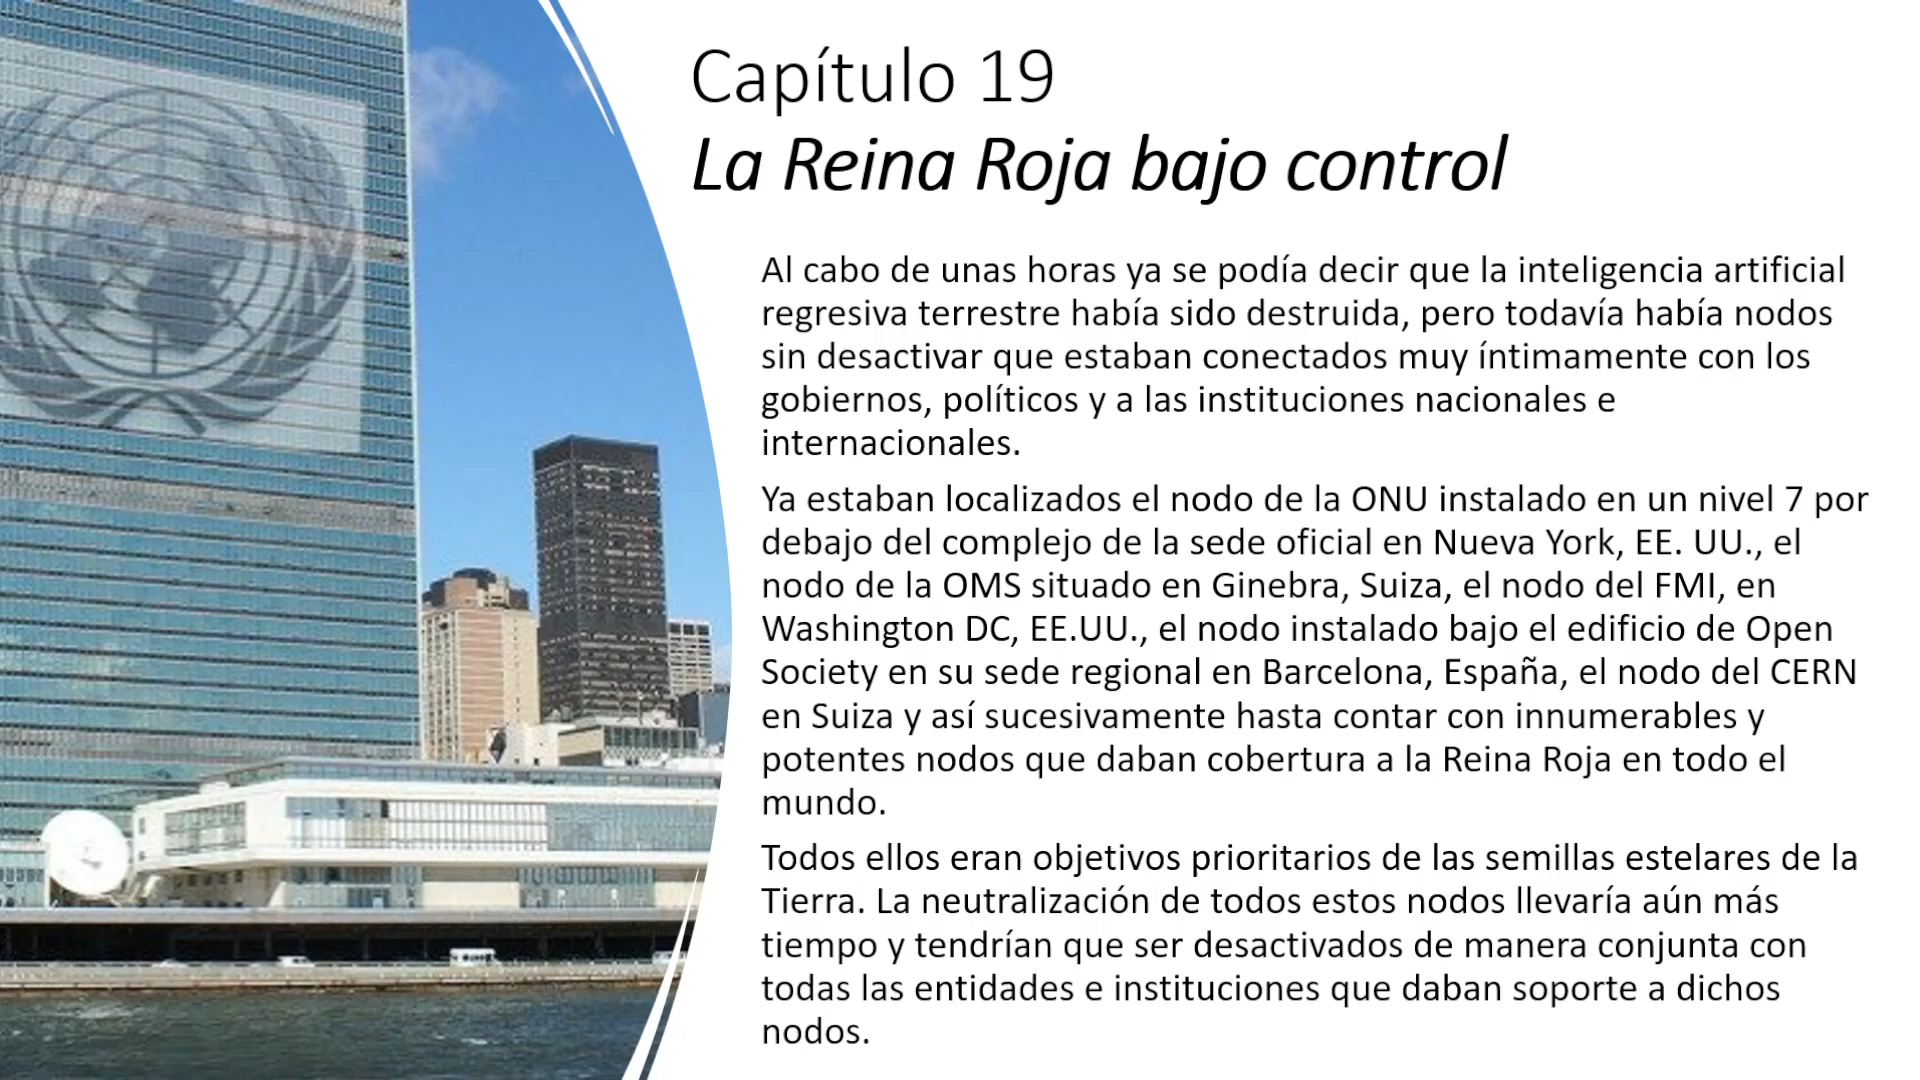 Capítulo 19
La Reina Roja bajo control
Al cabo de unas horas ya se podía decir que la inteligencia artificial
regresiva terrestre había sido destruida, pero todavía había nodos
sin desactivar que estaban conectados muy íntimamente con los
gobiernos, políticos y a las instituciones nacionales e
internacionales.
Ya estaban localizados el nodo de la ONU instalado en un nivel 7 por
debajo del complejo de la sede oficial en Nueva York, EE. UU., el
nodo de la OMS situado en Ginebra, Suiza, el nodo del FMI, en
Washington DC, EE.UU., el nodo instalado bajo el edificio de Open
Society en su sede regional en Barcelona, España, el nodo del CERN
en Suiza y así sucesivamente hasta contar con innumerables y
potentes nodos que daban cobertura a la Reina Roja en todo el
mundo.
Todos ellos eran objetivos prioritarios de las semillas estelares de la
Tierra. La neutralización de todos estos nodos llevaría aún más
tiempo y tendrían que ser desactivados de manera conjunta con
todas las entidades e instituciones que daban soporte a dichos
nodos.